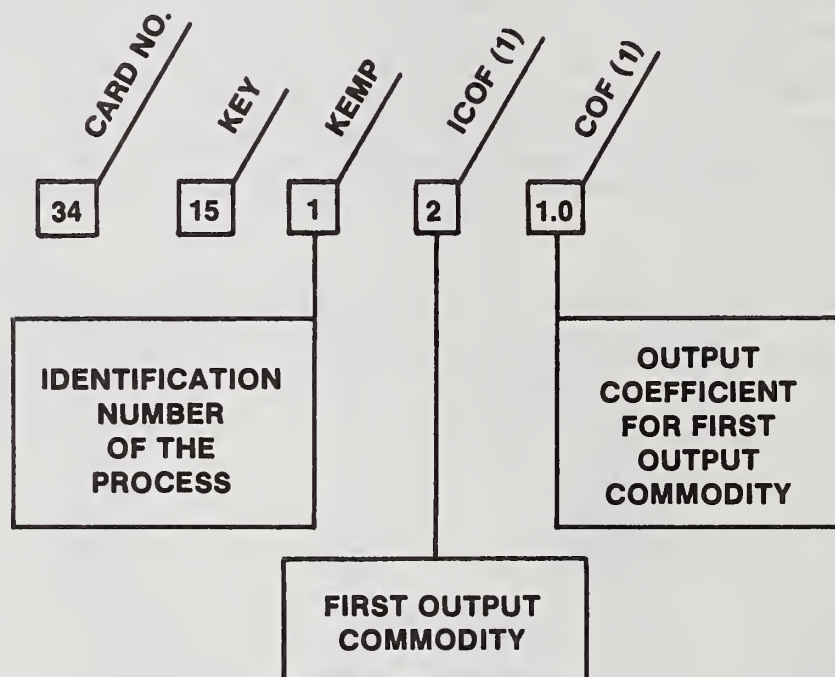 CARD NO.
KEY
KEMP
ICOF (1)
COF (1)
34
15
1
2
1.0
IDENTIFICATION
NUMBER
OF THE
PROCESS
OUTPUT
COEFFICIENT
FOR FIRST
OUTPUT
COMMODITY
FIRST OUTPUT
COMMODITY